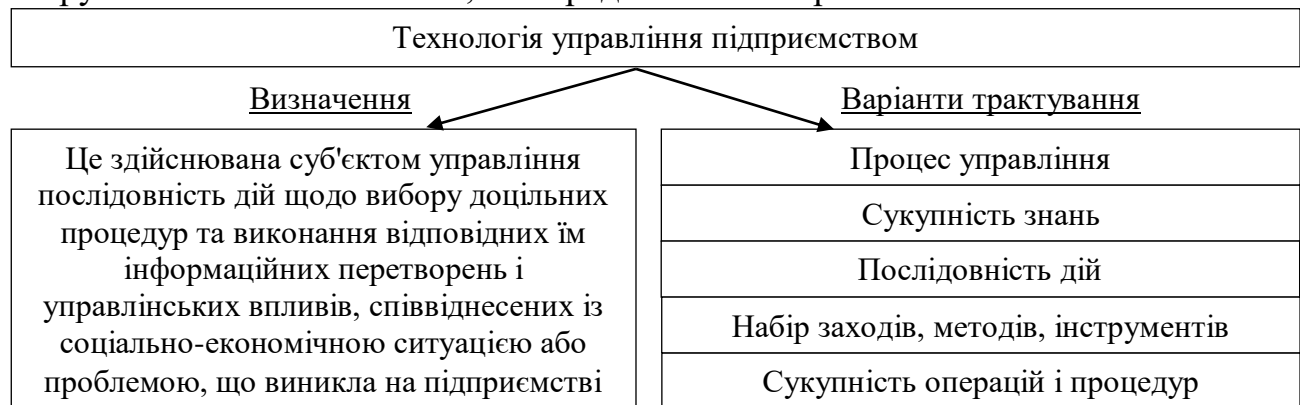 Технологія управління підприємством
Визначення
Варіанти трактування
Це здійснювана суб'єктом управління
послідовність дій щодо вибору доцільних
процедур та виконання відповідних їм
інформаційних перетворень і
управлінських впливів, співвіднесених із
соціально-економічною ситуацією або
проблемою, що виникла на підприємстві
Процес управління
Сукупність знань
Послідовність дій
Набір заходів, методів, інструментів
Сукупність операцій і процедур